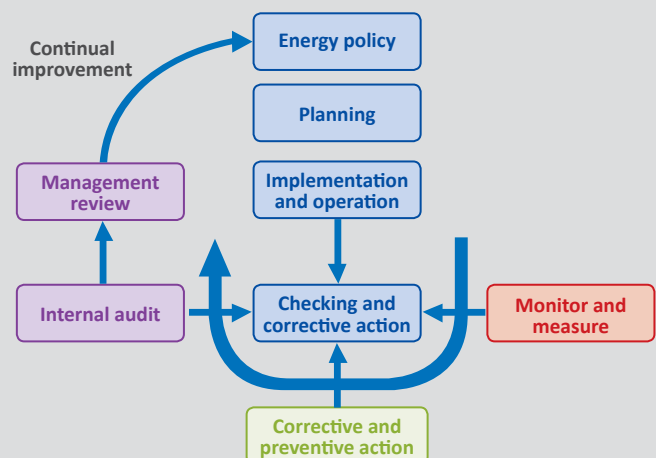 Continual
improvement
Energy policy
Planning
Management
review
Implementation
and operation
Internal audit
Checking and
corrective action
Monitor and
measure
Corrective and
preventive action